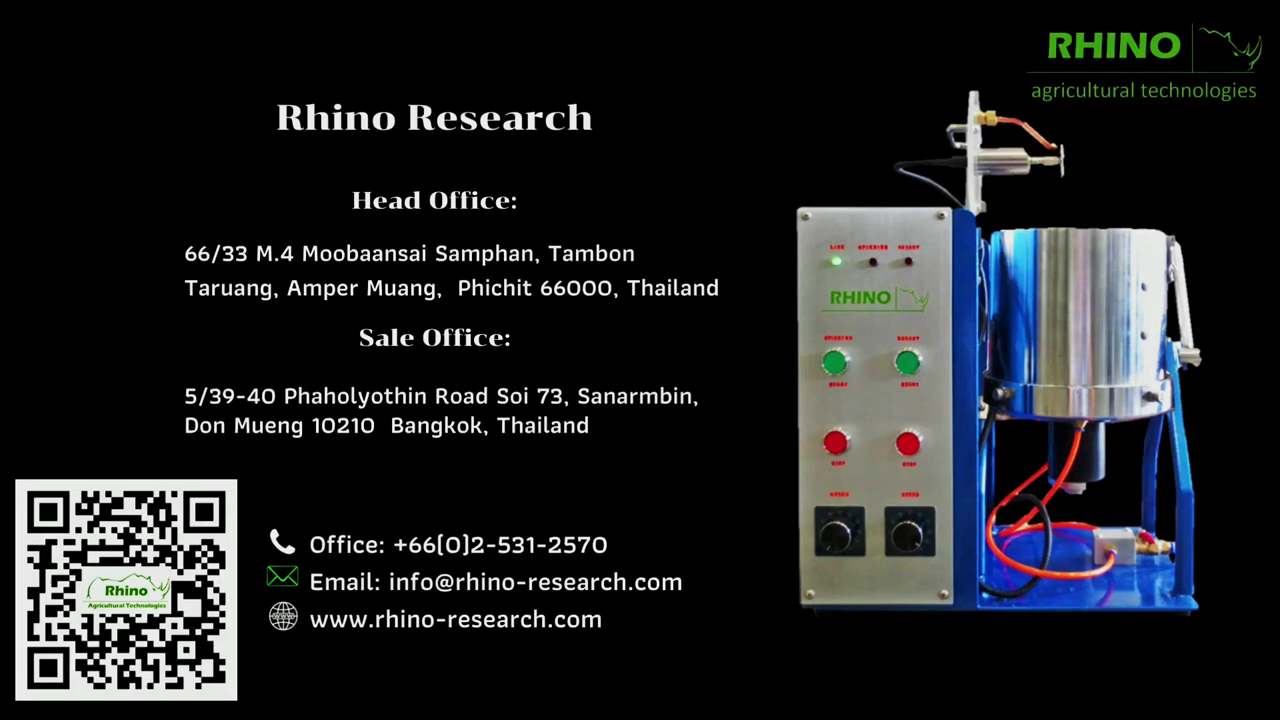 RHINO
agricultural technologies
Rhino Research
Head Office:
66/33 M.4 Moobaansai Samphan, Tambon
Taruang, Amper Muang,  Phichit 66000, Thailand
Sale Office:
5/39-40 Phaholyothin Road Soi 73, Sanarmbin,
Don Mueng 10210  Bangkok, Thailand
Office: +66(0)2-531-2570
Email: info@rhino-research.com
www.rhino-research.com
Rhino
Agricultural Technologies
RHINO
STOP
SPEED